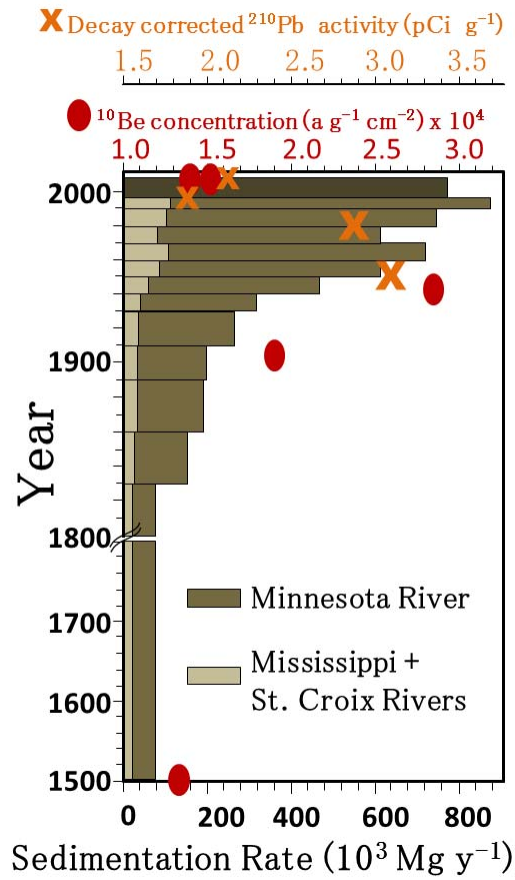 X Decay corrected ²¹⁰Pb activity (pCi g⁻¹)
1.5 2.0 2.5 3.0 3.5
¹⁰Be concentration (a g⁻¹ cm⁻²) x 10⁴
1.0 1.5 2.0 2.5 3.0
2000
1900
1800
1700
1600
1500
Year
Minnesota River
Mississippi +
St. Croix Rivers
0 200 400 600 800
Sedimentation Rate (10³ Mg y⁻¹)